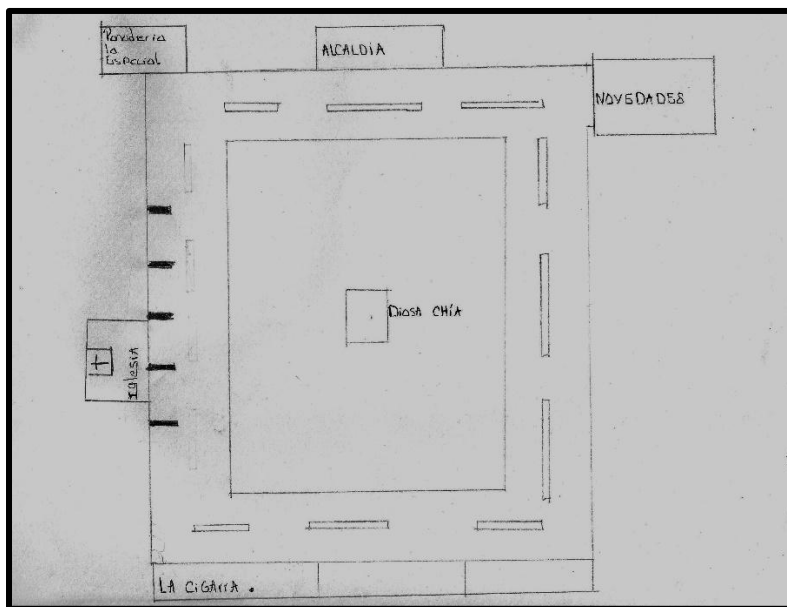 Panaderia
la
Especial
ALCALDIA
NOVEDADES
Diosa CHÍA
Iglesia
LA CIGARRA.